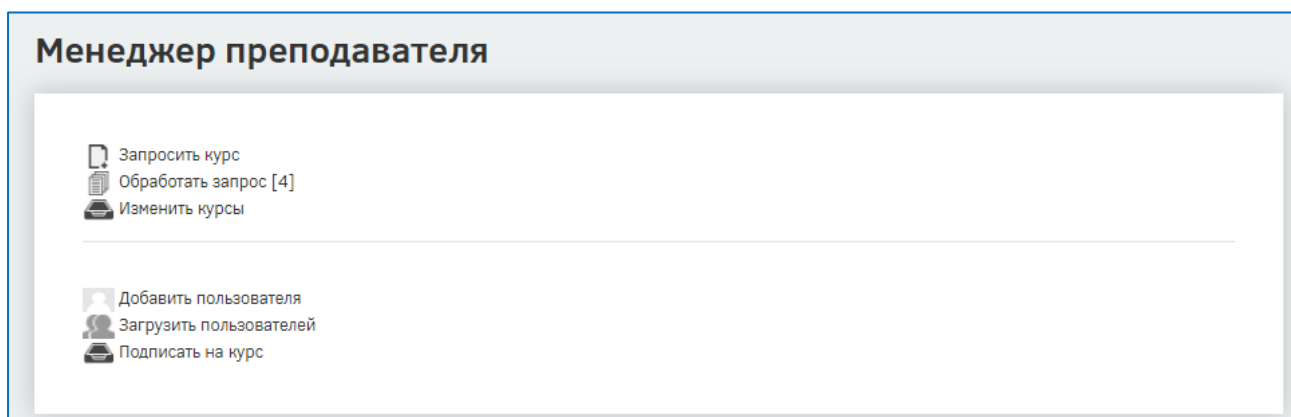 Менеджер преподавателя
Запросить курс
Обработать запрос [4]
Изменить курсы
Добавить пользователя
Загрузить пользователей
Подписать на курс